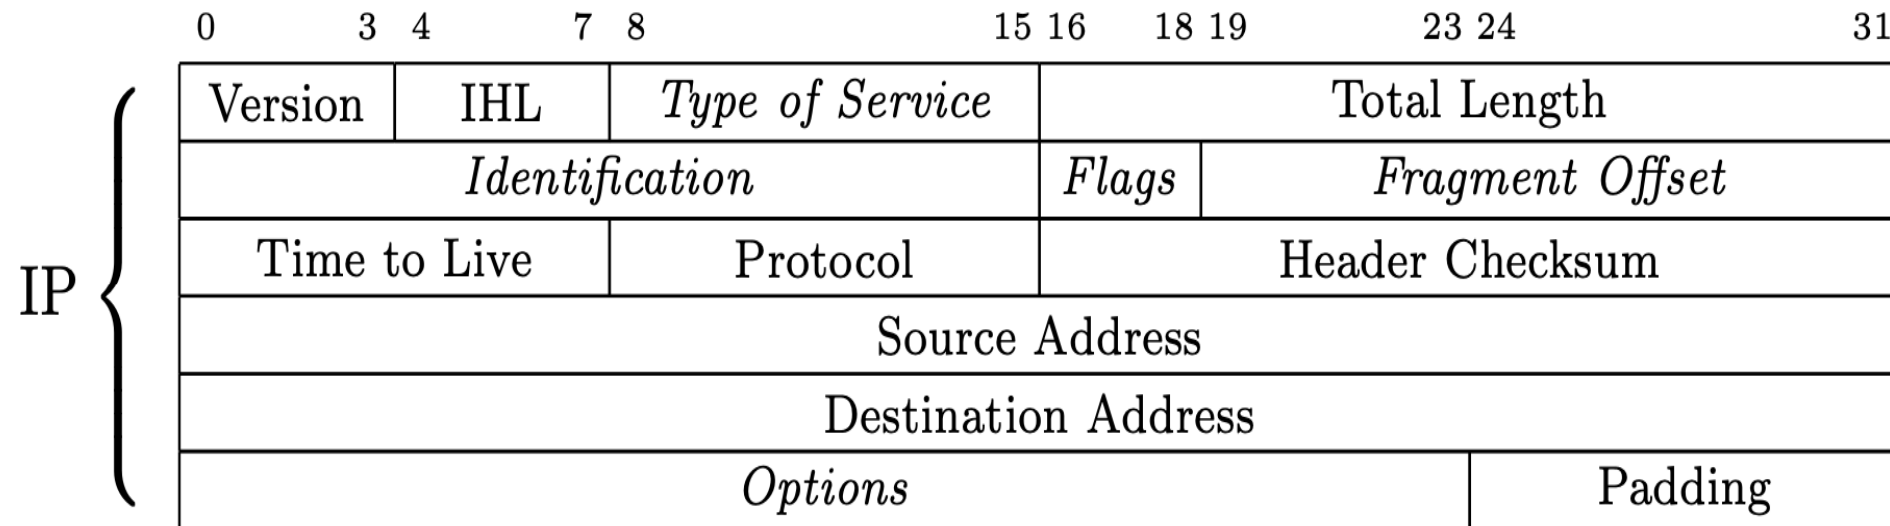 0 3 4 7 8 15 16 18 19 23 24 31
Version IHL Type of Service Total Length
Identification Flags Fragment Offset
Time to Live Protocol Header Checksum
IP
Source Address
Destination Address
Options Padding